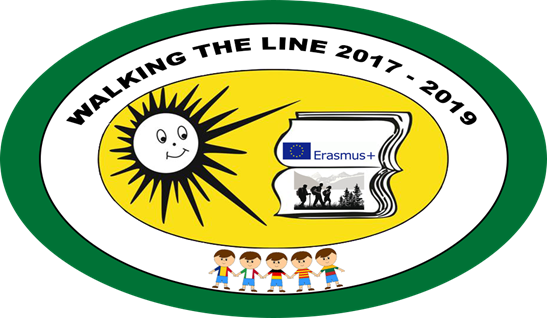 WALKING THE LINE 2017 - 2019
Erasmus+